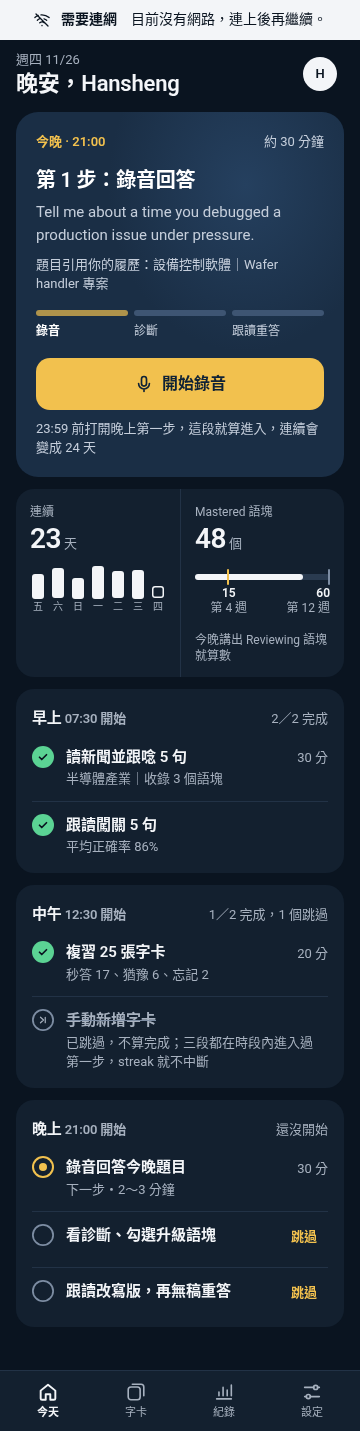 需要連網 目前沒有網路，連上後再繼續。
週四 11/26
晚安，Hansheng
H
今晚 · 21:00 約 30 分鐘
第 1 步：錄音回答
Tell me about a time you debugged a
production issue under pressure.
題目引用你的履歷：設備控制軟體｜Wafer
handler 專案
錄音 診斷 跟讀重答
開始錄音
23:59 前打開晚上第一步，這段就算進入，連續會
變成 24 天
連續
23 天
五 六 日 一 二 三 四
Mastered 語塊
48 個
15 60
第 4 週 第 12 週
今晚講出 Reviewing 語塊
就算數
早上 07:30 開始 2／2 完成
讀新聞並跟唸 5 句 30 分
半導體產業｜收錄 3 個語塊
跟讀闖關 5 句
平均正確率 86%
中午 12:30 開始 1／2 完成，1 個跳過
複習 25 張字卡 20 分
秒答 17、猶豫 6、忘記 2
手動新增字卡
已跳過，不算完成；三段都在時段內進入過
第一步，streak 就不中斷
晚上 21:00 開始 還沒開始
錄音回答今晚題目 30 分
下一步・2～3 分鐘
看診斷、勾選升級語塊 跳過
跟讀改寫版，再無稿重答 跳過
今天 字卡 紀錄 設定